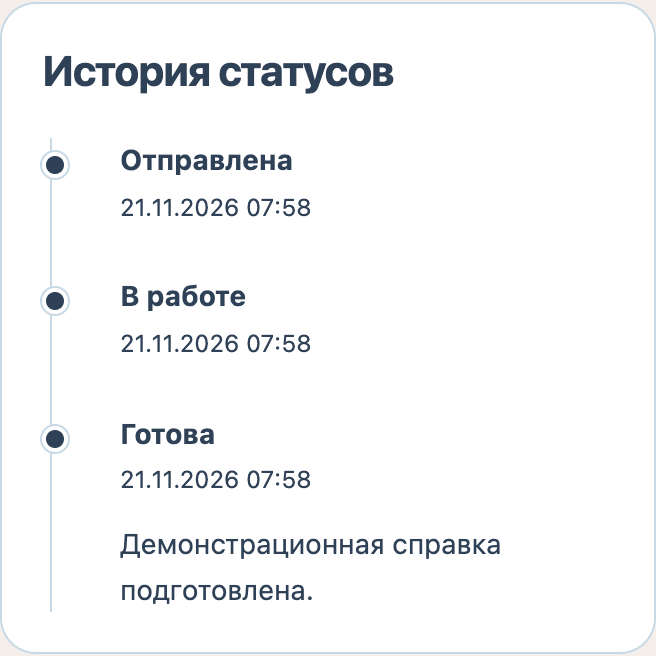 История статусов
Отправлена
21.11.2026 07:58
В работе
21.11.2026 07:58
Готова
21.11.2026 07:58
Демонстрационная справка
подготовлена.